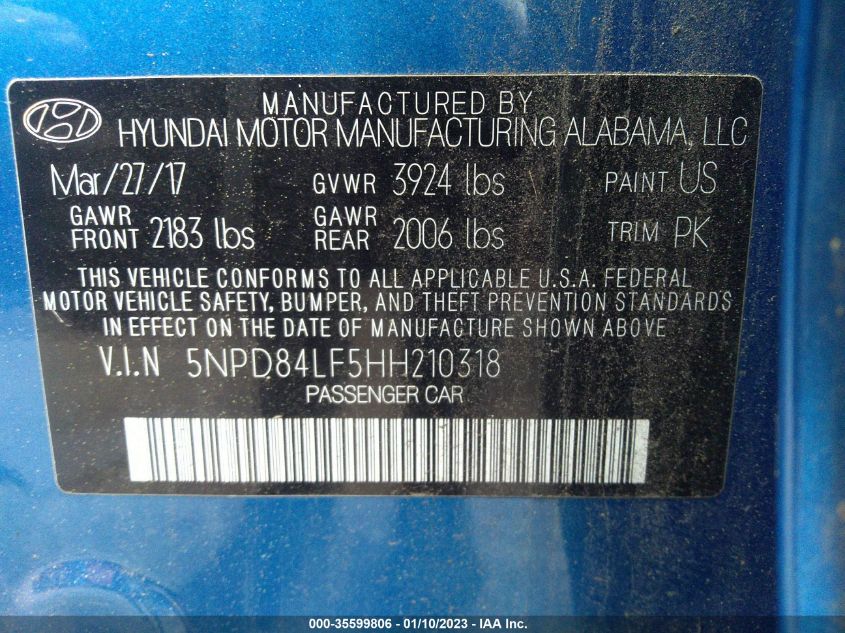 MANUFACTURED BY
HYUNDAI MOTOR MANUFACTURING ALABAMA, LLC
Mar/27/17 GVWR 3924 lbs PAINT US
GAWR FRONT 2183 lbs GAWR REAR 2006 lbs TRIM PK
THIS VEHICLE CONFORMS TO ALL APPLICABLE U.S.A. FEDERAL
MOTOR VEHICLE SAFETY, BUMPER, AND THEFT PREVENTION STANDARDS
IN EFFECT ON THE DATE OF MANUFACTURE SHOWN ABOVE
V.I.N 5NPD84LF5HH210318
PASSENGER CAR
000-35599806 - 01/10/2023 - IAA Inc.